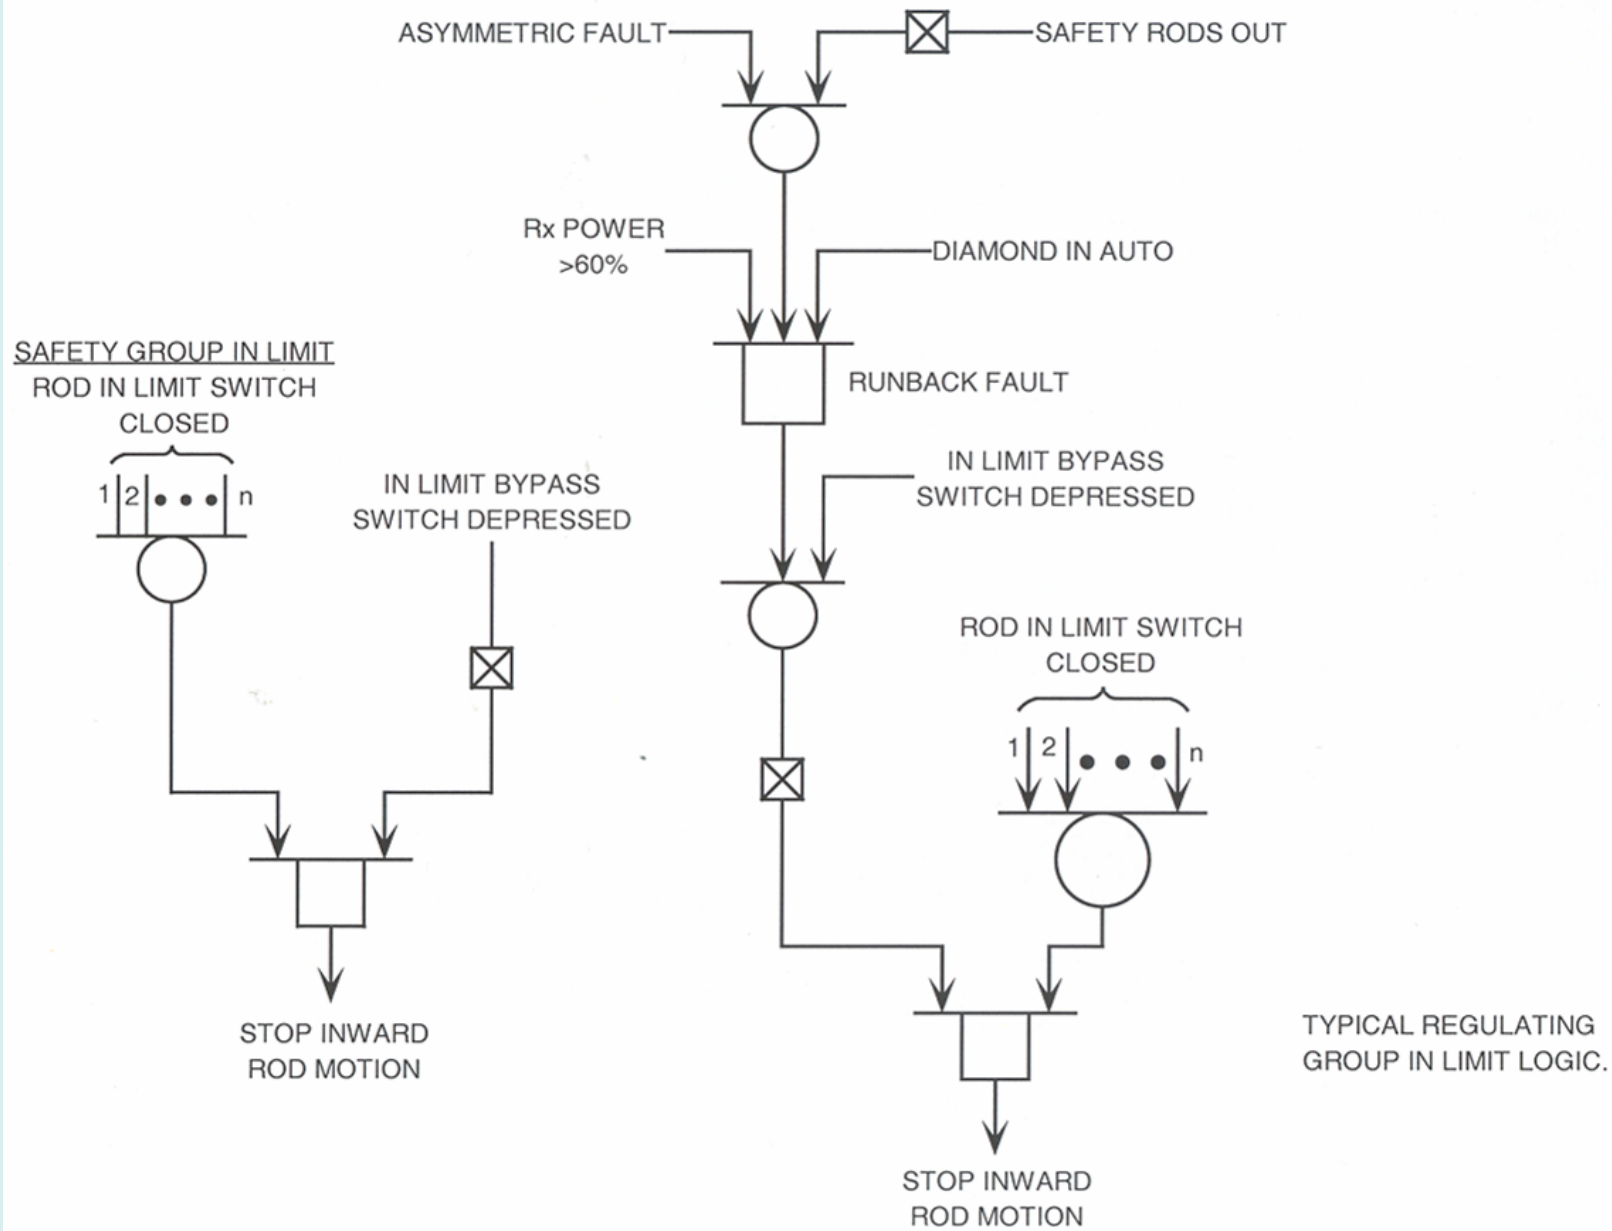 ASYMMETRIC FAULT
SAFETY RODS OUT
Rx POWER
>60%
DIAMOND IN AUTO
SAFETY GROUP IN LIMIT
ROD IN LIMIT SWITCH
CLOSED
1 2 n
IN LIMIT BYPASS
SWITCH DEPRESSED
RUNBACK FAULT
IN LIMIT BYPASS
SWITCH DEPRESSED
ROD IN LIMIT SWITCH
CLOSED
1 2 n
STOP INWARD
ROD MOTION
TYPICAL REGULATING
GROUP IN LIMIT LOGIC.
STOP INWARD
ROD MOTION